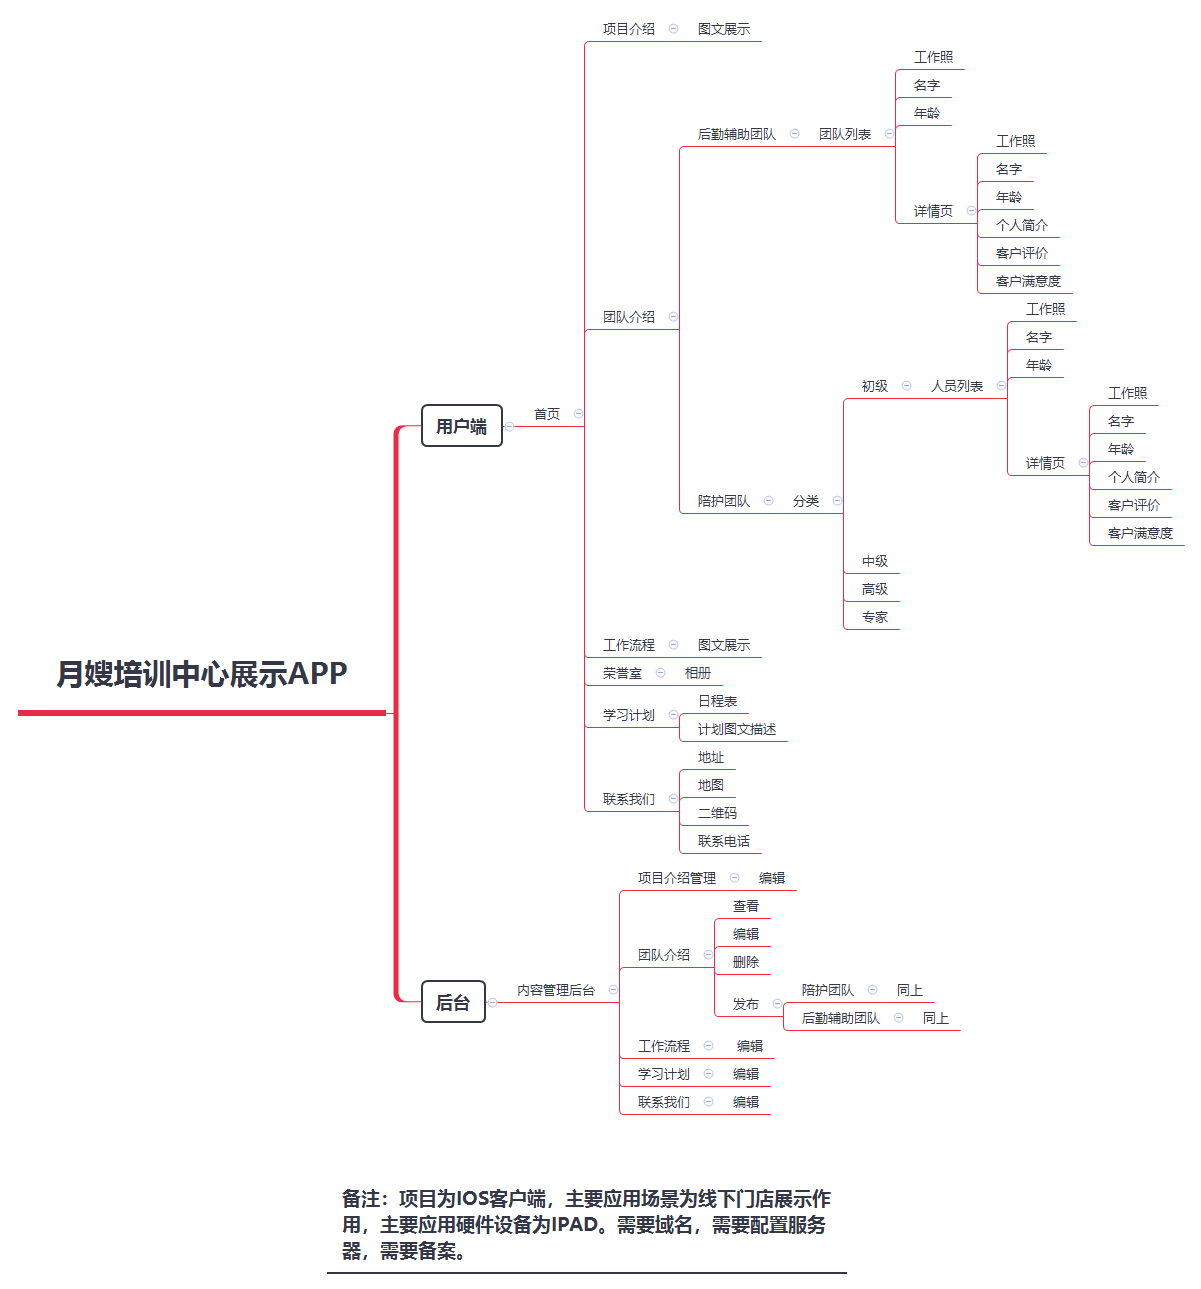 月嫂培训中心展示APP
用户端
首页
项目介绍
图文展示
团队介绍
后勤辅助团队
团队列表
工作照
名字
年龄
详情页
工作照
名字
年龄
个人简介
客户评价
客户满意度
陪护团队
分类
初级
人员列表
工作照
名字
年龄
详情页
工作照
名字
年龄
个人简介
客户评价
客户满意度
中级
高级
专家
工作流程
图文展示
荣誉室
相册
学习计划
日程表
计划图文描述
联系我们
地址
地图
二维码
联系电话
后台
内容管理后台
项目介绍管理
编辑
团队介绍
查看
编辑
删除
发布
陪护团队
同上
后勤辅助团队
同上
工作流程
编辑
学习计划
编辑
联系我们
编辑
备注：项目为IOS客户端，主要应用场景为线下门店展示作
用，主要应用硬件设备为IPAD。需要域名，需要配置服务
器，需要备案。